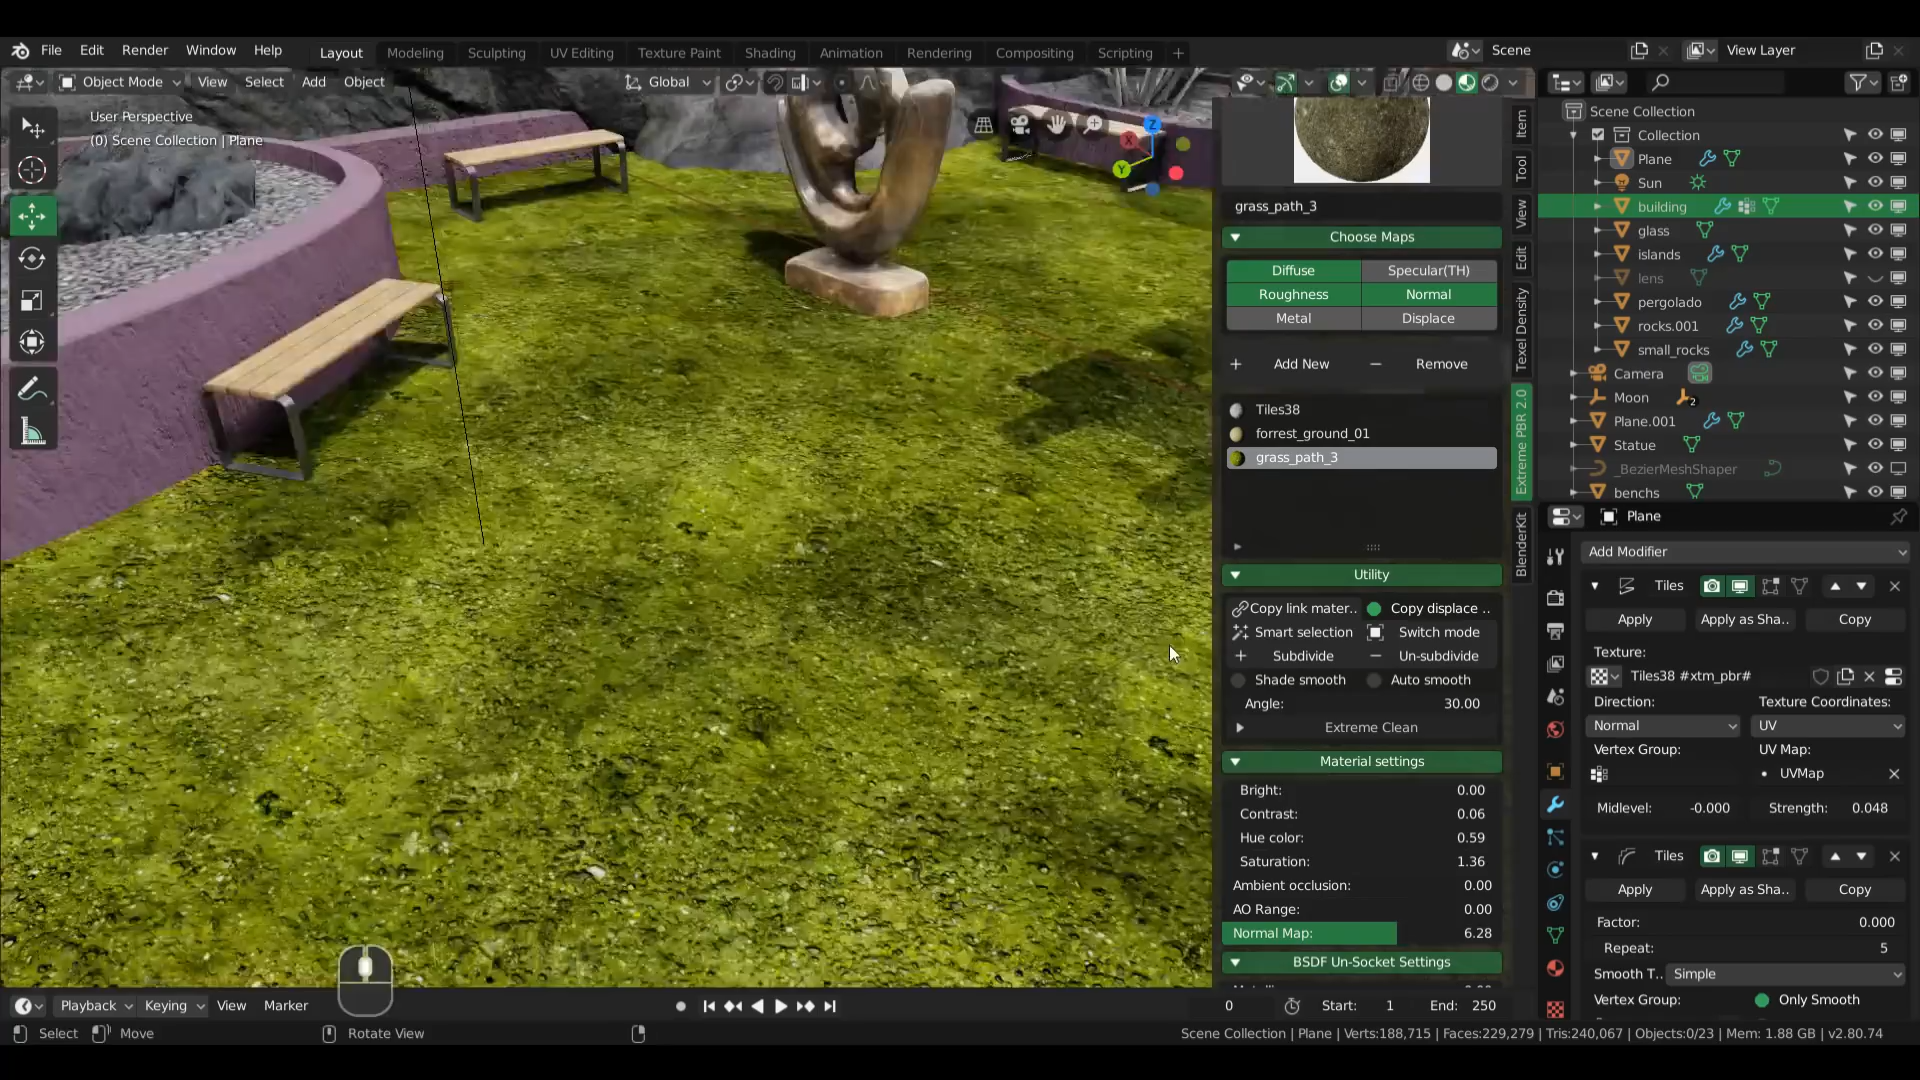 File Edit Render Window Help Layout Modeling Sculpting UV Editing Texture Paint Shading Animation Rendering Compositing Scripting + Scene View Layer
Object Mode View Select Add Object Global
User Perspective
(0) Scene Collection | Plane
X
Y
Z
grass_path_3
Choose Maps
Diffuse Specular(TH)
Roughness Normal
Metal Displace
+ Add New − Remove
Tiles38
forrest_ground_01
grass_path_3
Utility
Copy link mater.. Copy displace ..
Smart selection Switch mode
+ Subdivide − Un-subdivide
Shade smooth Auto smooth
Angle: 30.00
Extreme Clean
Material settings
Bright: 0.00
Contrast: 0.06
Hue color: 0.59
Saturation: 1.36
Ambient occlusion: 0.00
AO Range: 0.00
Normal Map: 6.28
BSDF Un-Socket Settings
Item
Tool
View
Edit
Texel Density
Extreme PBR 2.0
BlenderKit
Scene Collection
Collection
Plane
Sun
building
glass
islands
lens
pergolado
rocks.001
small_rocks
Camera
Moon 2
Plane.001
Statue
_BezierMeshShaper
benchs
Plane
Add Modifier
Tiles
Apply Apply as Sha.. Copy
Texture:
Tiles38 #xtm_pbr#
Direction: Texture Coordinates:
Normal UV
Vertex Group: UV Map:
UVMap
Midlevel: -0.000 Strength: 0.048
Tiles
Apply Apply as Sha.. Copy
Factor: 0.000
Repeat: 5
Smooth T.. Simple
Vertex Group: Only Smooth
Playback Keying View Marker 0 Start: 1 End: 250
Select Move Rotate View Scene Collection | Plane | Verts:188,715 | Faces:229,279 | Tris:240,067 | Objects:0/23 | Mem: 1.88 GB | v2.80.74